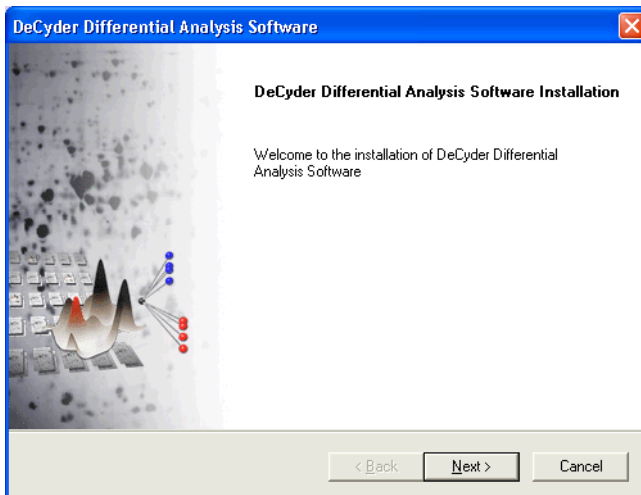 DeCyder Differential Analysis Software
DeCyder Differential Analysis Software Installation
Welcome to the installation of DeCyder Differential
Analysis Software
< Back
Next >
Cancel